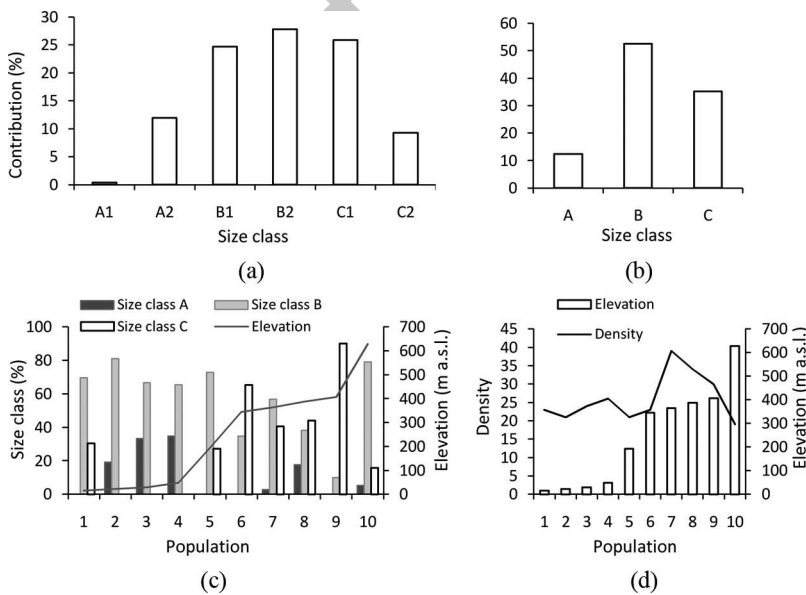 30
25
20
15
10
5
0
Contribution (%)
A1 A2 B1 B2 C1 C2
Size class
(a)
60
50
40
30
20
10
0
A B C
Size class
(b)
Size class A Size class B
Size class C Elevation
100
80
60
40
20
0
Size class (%)
700
600
500
400
300
200
100
0
Elevation (m a.s.l.)
1 2 3 4 5 6 7 8 9 10
Population
(c)
Elevation
Density
45
40
35
30
25
20
15
10
5
0
Density
700
600
500
400
300
200
100
0
Elevation (m a.s.l.)
1 2 3 4 5 6 7 8 9 10
Population
(d)